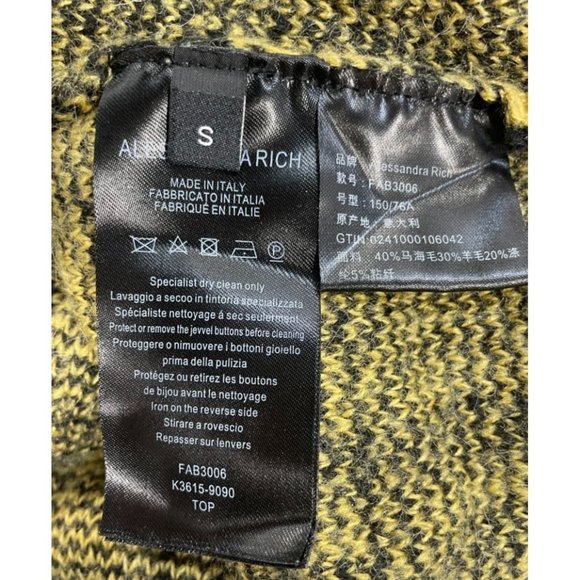 S
ALES A RICH
MADE IN ITALY
FABBRICATO IN ITALIA
FABRIQUÉ EN ITALIE
Specialist dry clean only
Lavaggio a secoo in tintoria specializzata
Spécialiste nettoyage á sec seulerment
Protect or remove the jevvel buttons before cleaning
Proteggere o nimuovere i bottoni gioiello
prima della pulizia
Protégez ou retirez les boutons
de bijou avant le nettoyage
Iron on the reverse side
Stirare a rovescio
Repasser sur lenvers
FAB3006
K3615-9090
TOP
品牌: Alessandra Rich
款号: FAB3006
号型: 150/76A
原产地: 意大利
GTIN:0241000106042
面料: 40%马海毛30%羊毛20%涤
纶5%粘纤